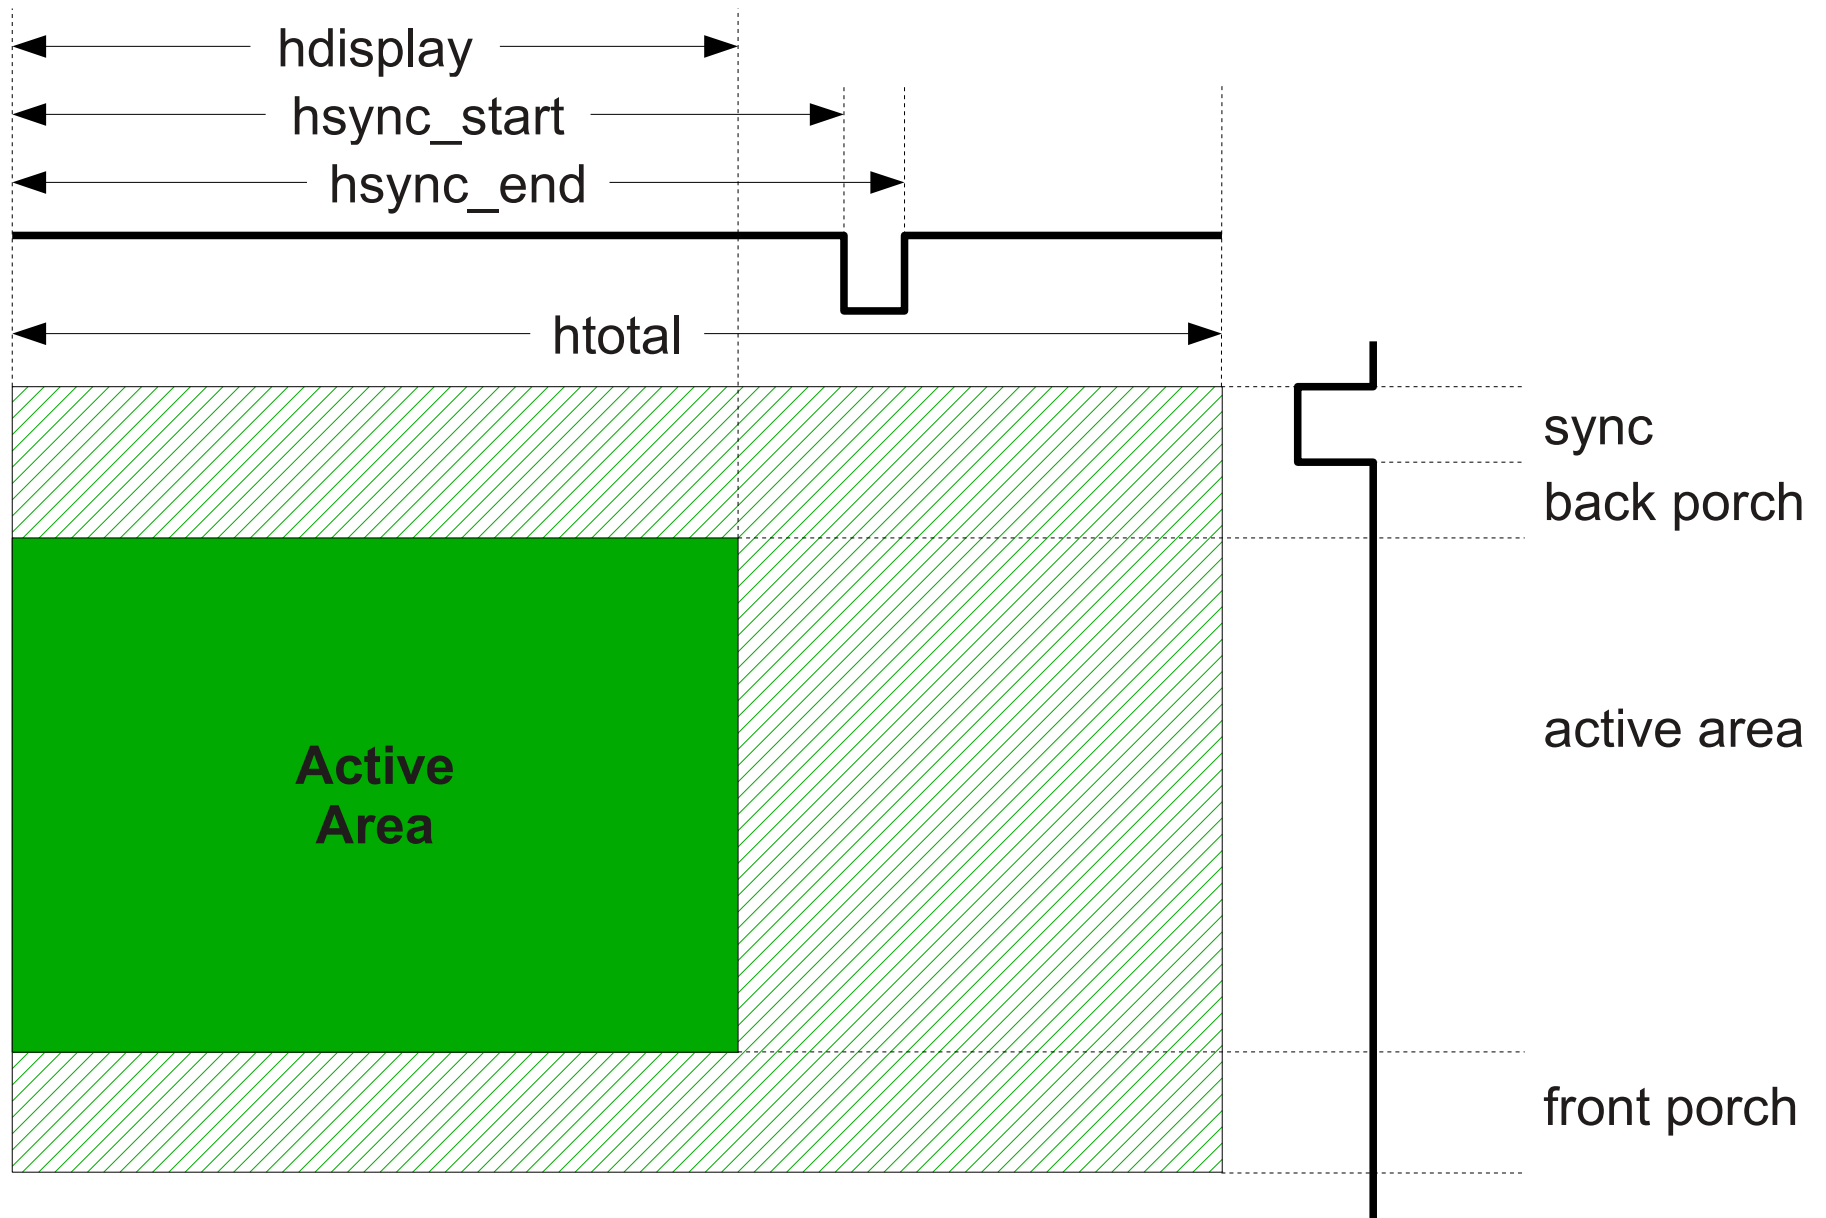 hdisplay
hsync_start
hsync_end
htotal
sync
back porch
active area
Active
Area
front porch